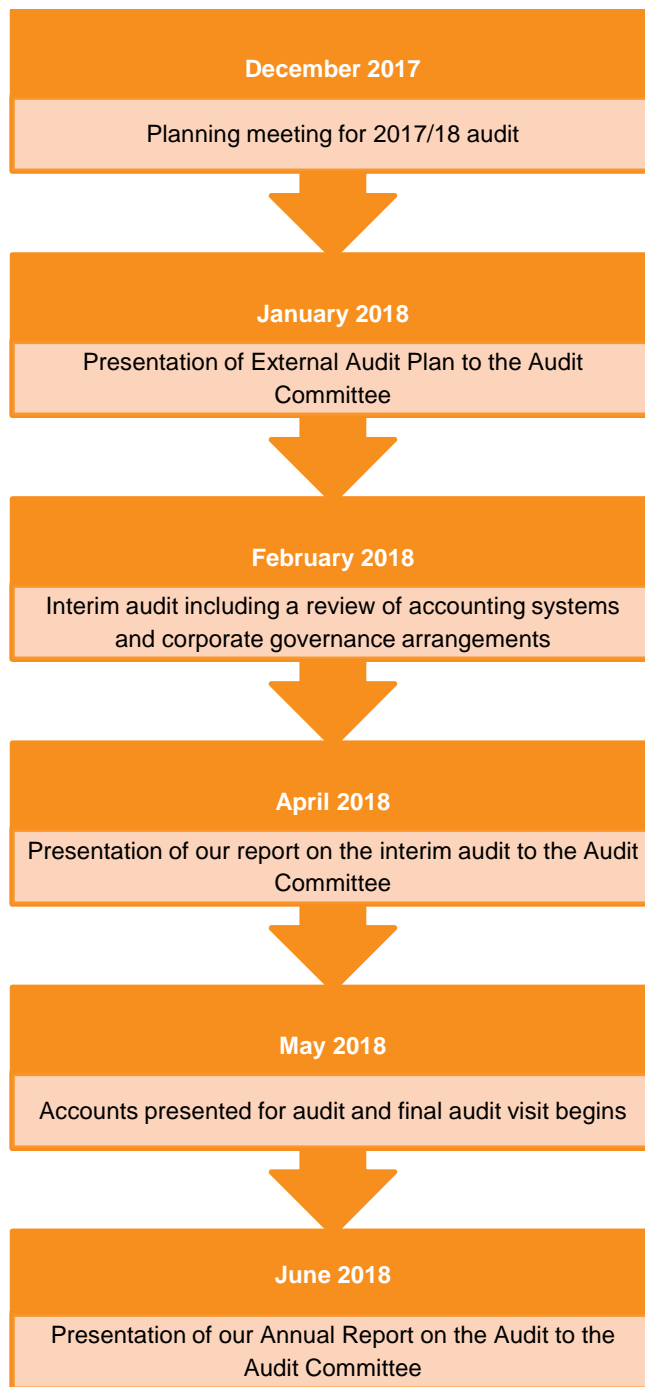 December 2017
Planning meeting for 2017/18 audit
January 2018
Presentation of External Audit Plan to the Audit
Committee
February 2018
Interim audit including a review of accounting systems
and corporate governance arrangements
April 2018
Presentation of our report on the interim audit to the Audit
Committee
May 2018
Accounts presented for audit and final audit visit begins
June 2018
Presentation of our Annual Report on the Audit to the
Audit Committee